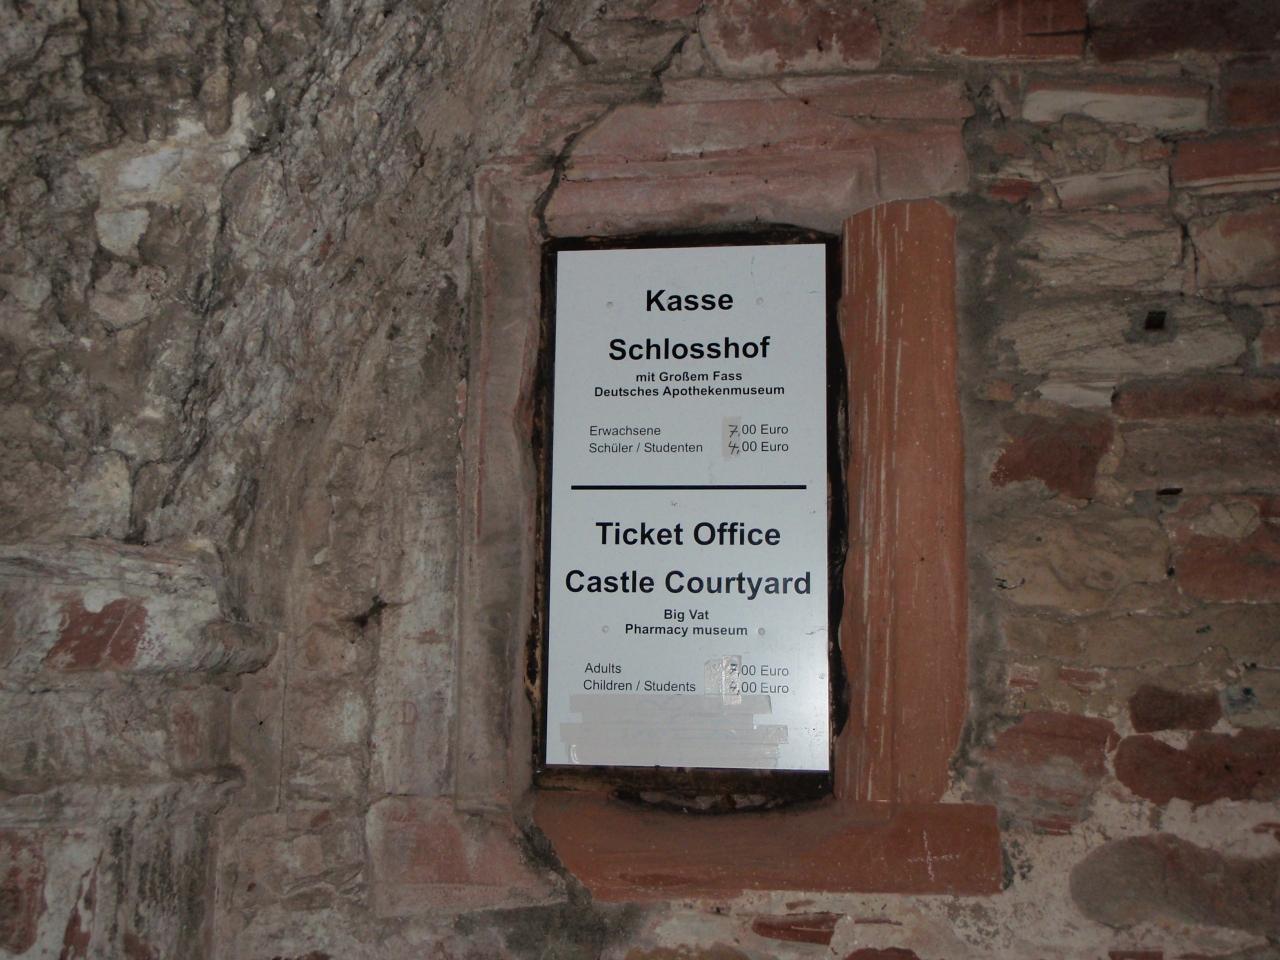 Kasse
Schlosshof
mit Großem Fass
Deutsches Apothekenmuseum
Erwachsene 7,00 Euro
Schüler / Studenten 4,00 Euro
Ticket Office
Castle Courtyard
Big Vat
Pharmacy museum
Adults 7,00 Euro
Children / Students 4,00 Euro